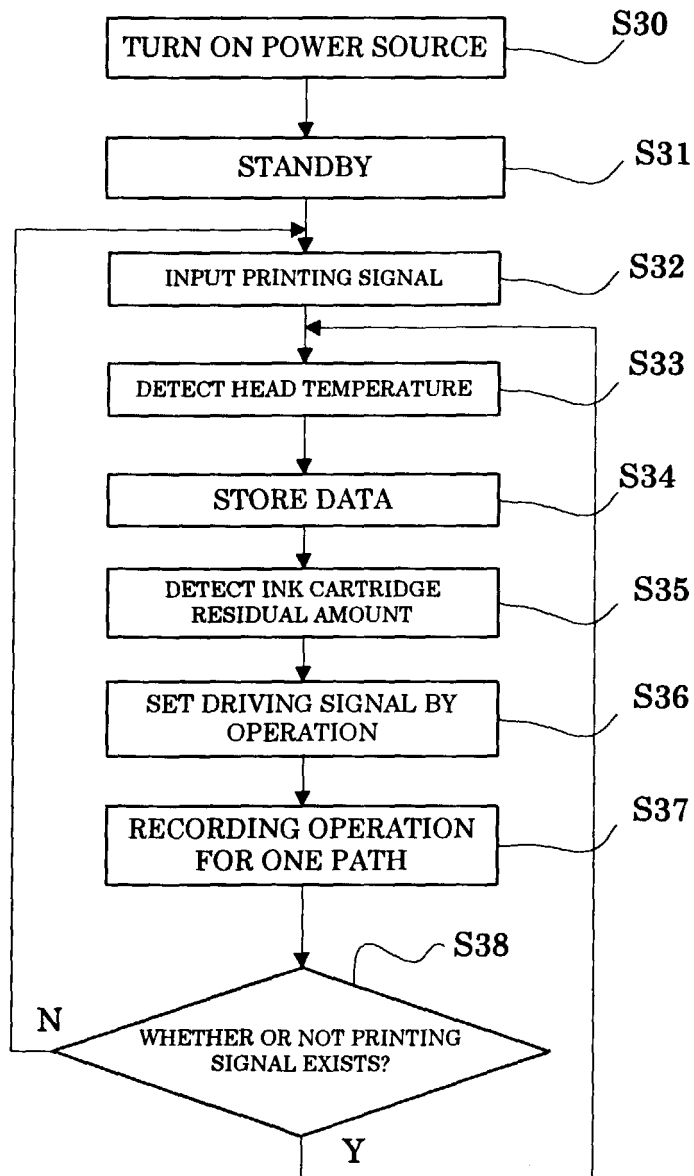 TURN ON POWER SOURCE
S30
STANDBY
S31
INPUT PRINTING SIGNAL
S32
DETECT HEAD TEMPERATURE
S33
STORE DATA
S34
DETECT INK CARTRIDGE
RESIDUAL AMOUNT
S35
SET DRIVING SIGNAL BY
OPERATION
S36
RECORDING OPERATION
FOR ONE PATH
S37
S38
N
WHETHER OR NOT PRINTING
SIGNAL EXISTS?
Y